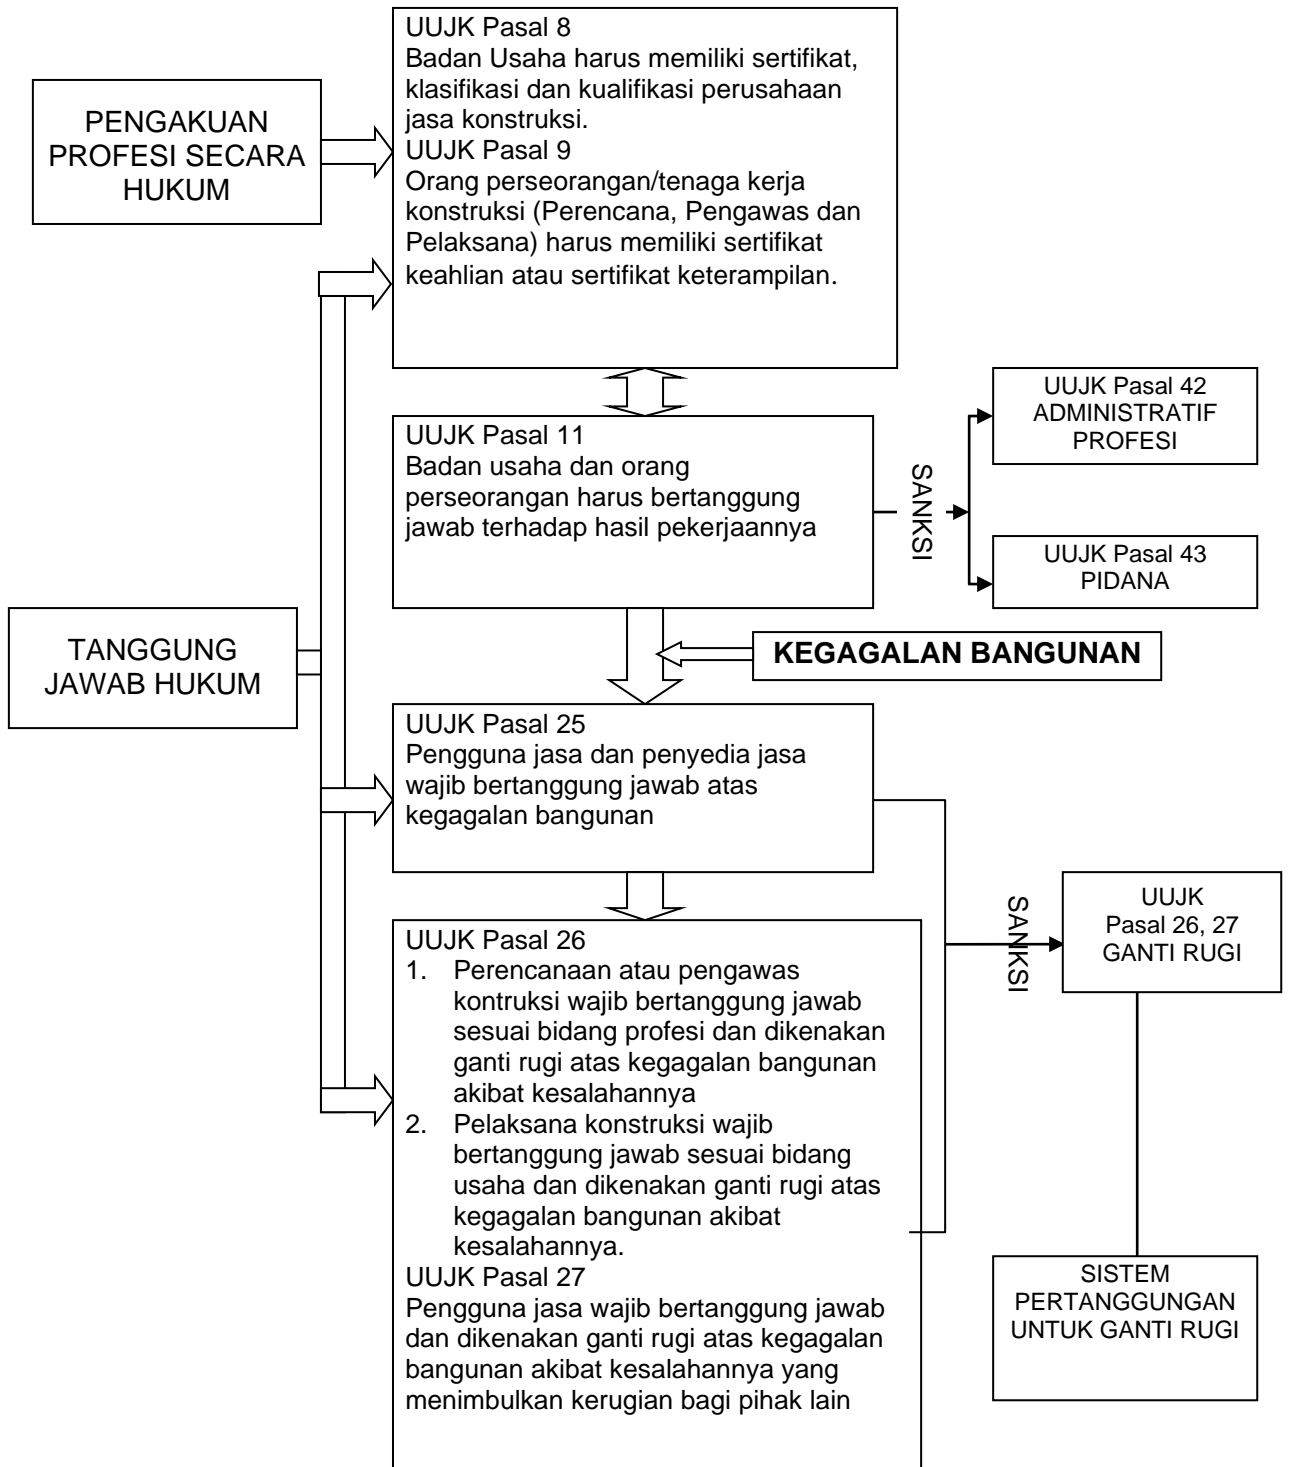 UUJK Pasal 8
Badan Usaha harus memiliki sertifikat,
klasifikasi dan kualifikasi perusahaan
jasa konstruksi.
UUJK Pasal 9
Orang perseorangan/tenaga kerja
konstruksi (Perencana, Pengawas dan
Pelaksana) harus memiliki sertifikat
keahlian atau sertifikat keterampilan.
PENGAKUAN
PROFESI SECARA
HUKUM
UUJK Pasal 11
Badan usaha dan orang
perseorangan harus bertanggung
jawab terhadap hasil pekerjaannya
SANKSI
UUJK Pasal 42
ADMINISTRATIF
PROFESI
UUJK Pasal 43
PIDANA
TANGGUNG
JAWAB HUKUM
KEGAGALAN BANGUNAN
UUJK Pasal 25
Pengguna jasa dan penyedia jasa
wajib bertanggung jawab atas
kegagalan bangunan
UUJK Pasal 26
1. Perencanaan atau pengawas
kontruksi wajib bertanggung jawab
sesuai bidang profesi dan dikenakan
ganti rugi atas kegagalan bangunan
akibat kesalahannya
2. Pelaksana konstruksi wajib
bertanggung jawab sesuai bidang
usaha dan dikenakan ganti rugi atas
kegagalan bangunan akibat
kesalahannya.
UUJK Pasal 27
Pengguna jasa wajib bertanggung jawab
dan dikenakan ganti rugi atas kegagalan
bangunan akibat kesalahannya yang
menimbulkan kerugian bagi pihak lain
SANKSI
UUJK
Pasal 26, 27
GANTI RUGI
SISTEM
PERTANGGUNGAN
UNTUK GANTI RUGI